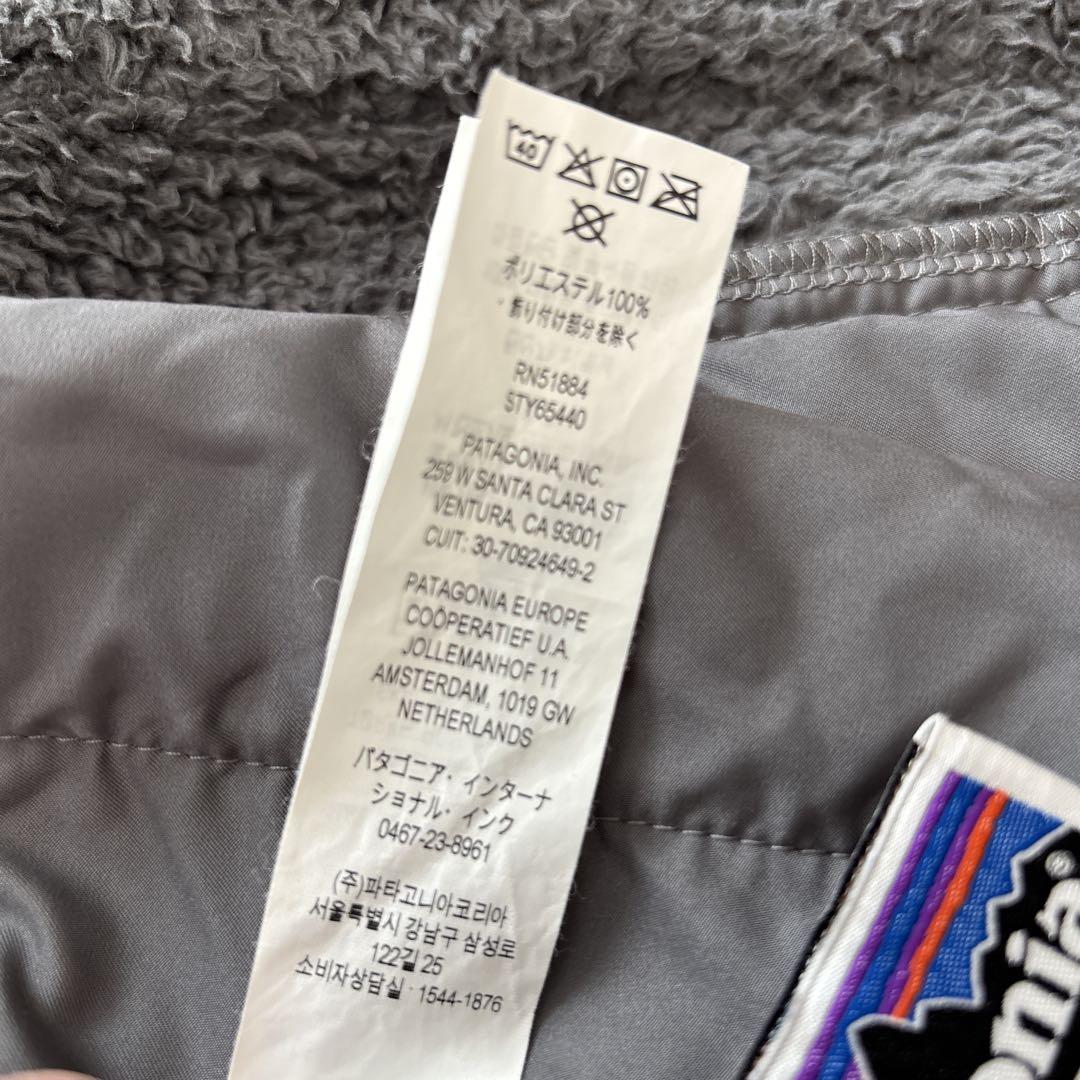 40
ポリエステル100%
・飾り付け部分を除く
RN51884
STY65440
PATAGONIA, INC.
259 W SANTA CLARA ST
VENTURA, CA 93001
CUIT: 30-70924649-2
PATAGONIA EUROPE
COÖPERATIEF U.A.
JOLLEMANHOF 11
AMSTERDAM, 1019 GW
NETHERLANDS
パタゴニア・インターナ
ショナル・インク
0467-23-8961
(주)파타고니아코리아
서울특별시 강남구 삼성로
122길 25
소비자상담실 · 1544-1876
onia®